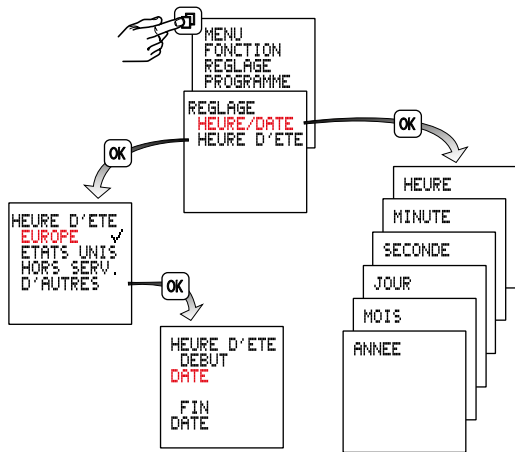 MENU
FONCTION
REGLAGE
PROGRAMME
REGLAGE
HEURE/DATE
HEURE D'ETE
OK
OK
HEURE D'ETE
EUROPE ✓
ETATS UNIS
HORS SERV.
D'AUTRES
OK
HEURE D'ETE
DEBUT
DATE
FIN
DATE
HEURE
MINUTE
SECONDE
JOUR
MOIS
ANNEE